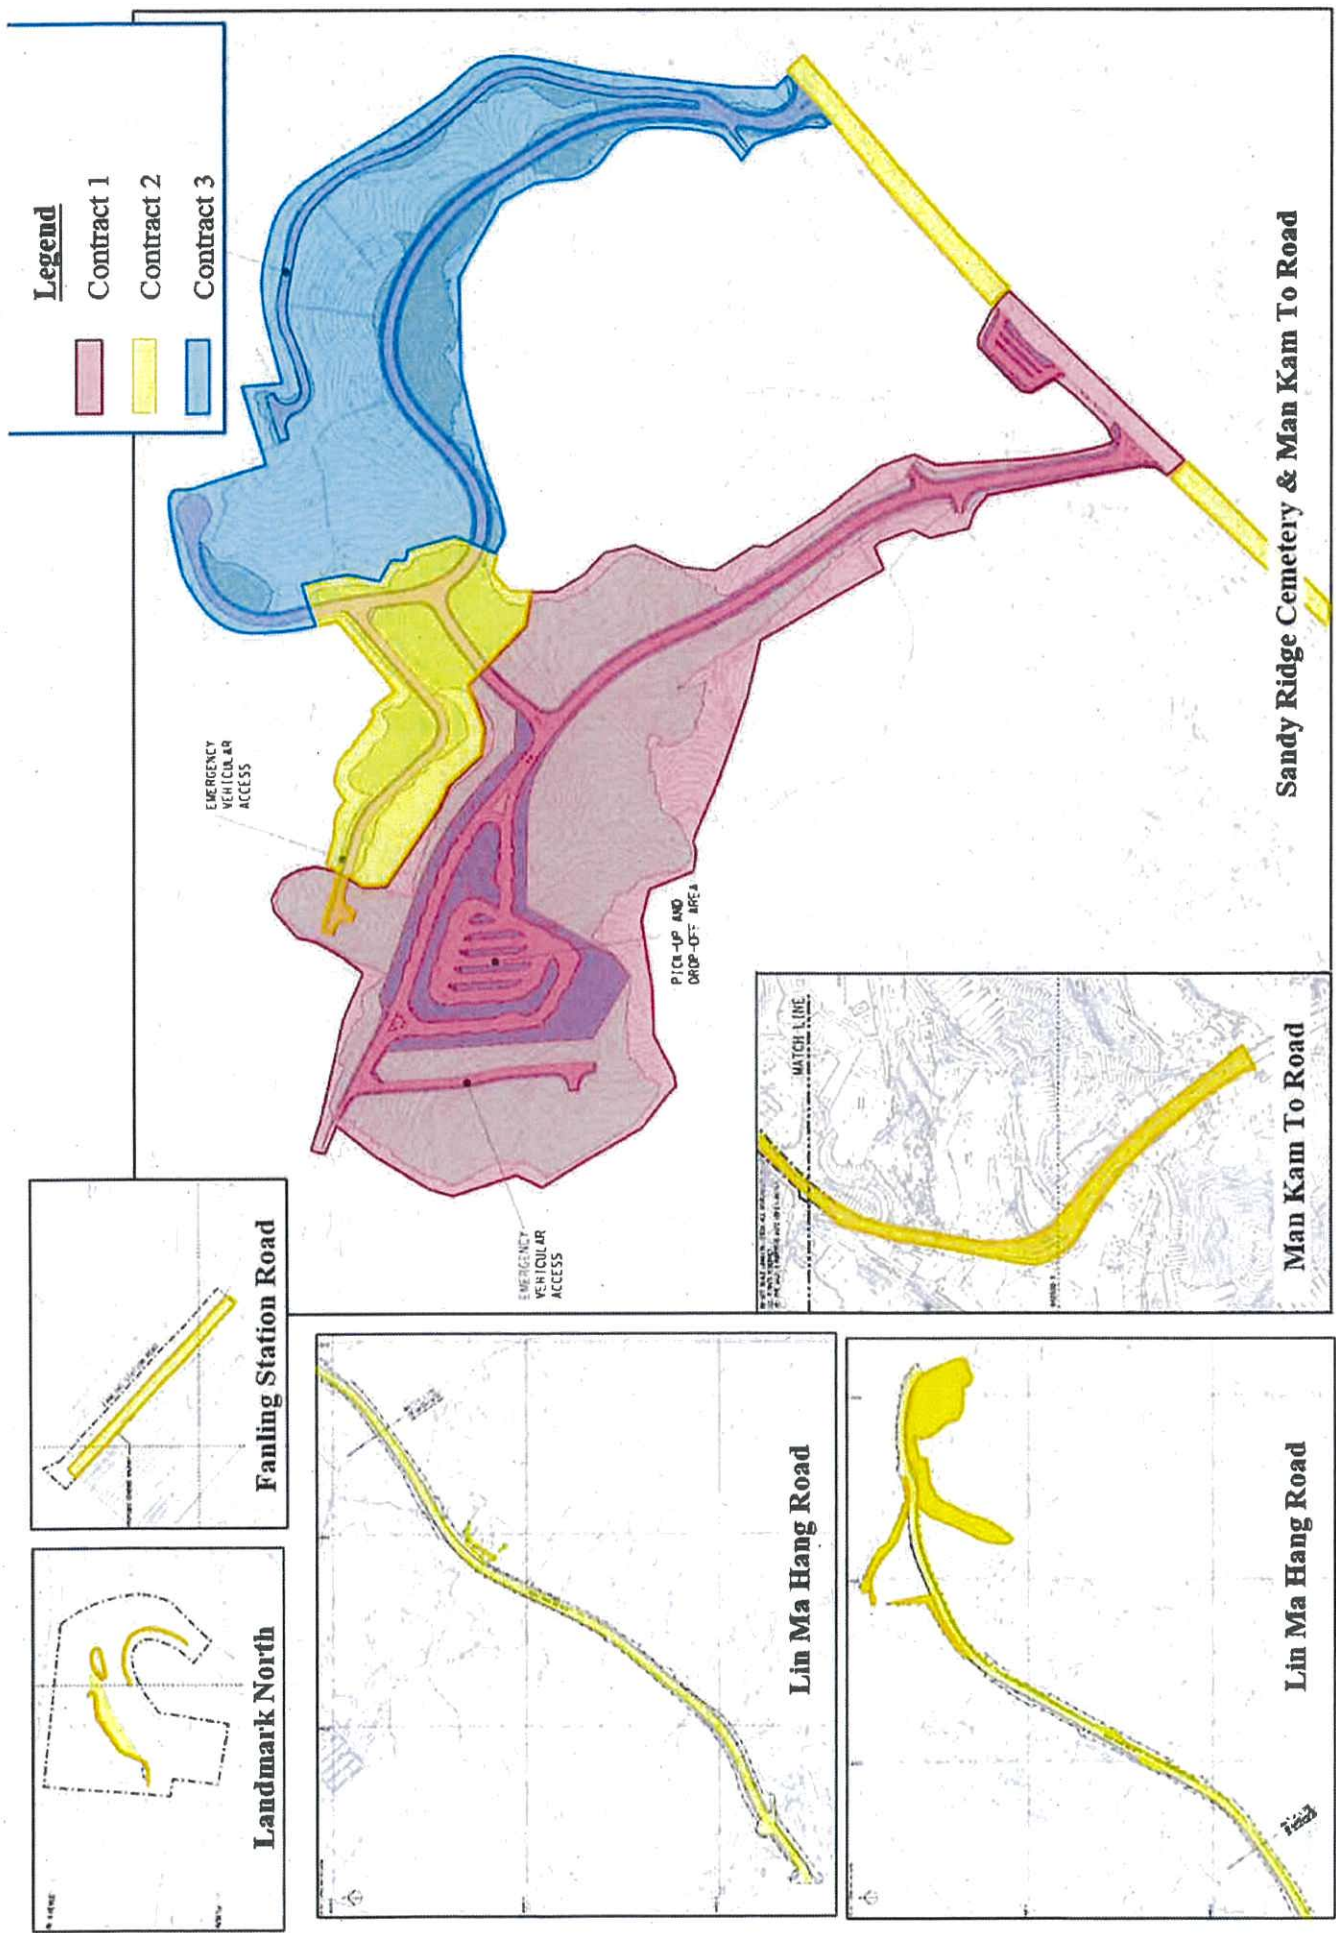 Legend
Contract 1
Contract 2
Contract 3
EMERGENCY
VEHICULAR
ACCESS
PICK-UP AND
DROP-OFF AREA
EMERGENCY
VEHICULAR
ACCESS
Sandy Ridge Cemetery & Man Kam To Road
Landmark North
Fanling Station Road
Lin Ma Hang Road
MATCH LINE
Man Kam To Road
Lin Ma Hang Road